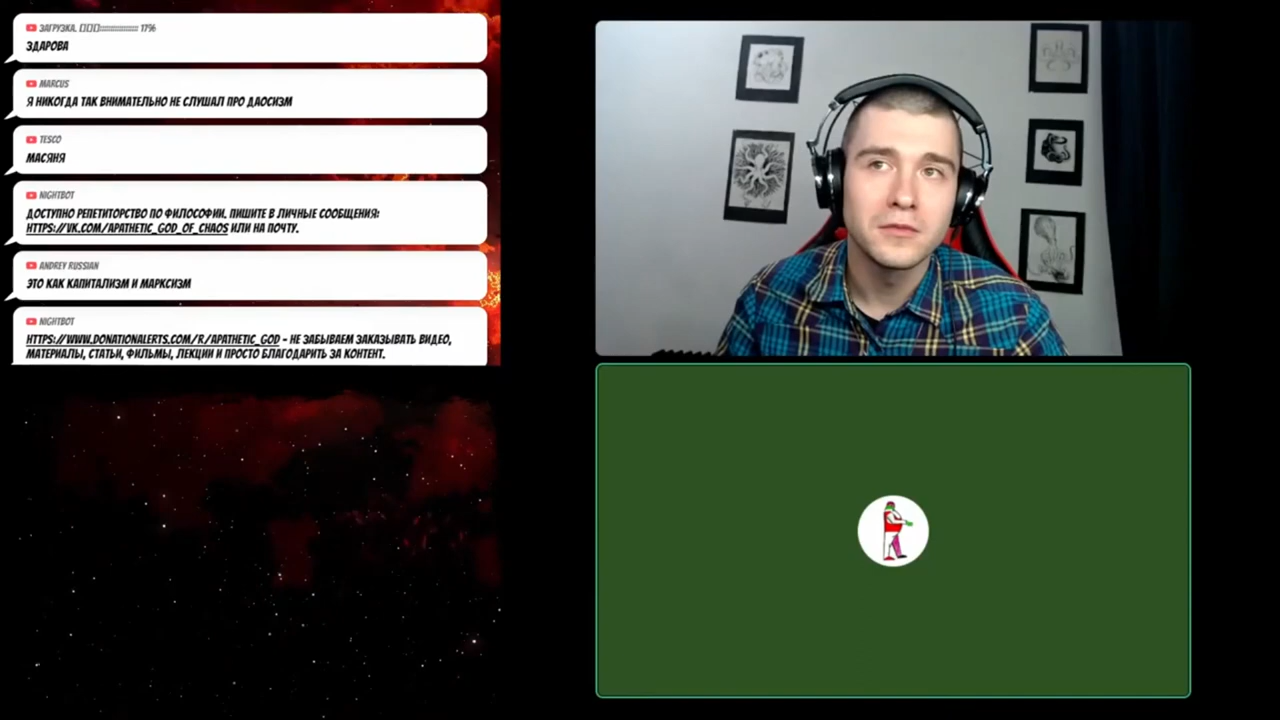 ЗАГРУЗКА. ▯▯▯:::::::::::::::: 17%
ЗДАРОВА
MARCUS
Я НИКОГДА ТАК ВНИМАТЕЛЬНО НЕ СЛУШАЛ ПРО ДАОСИЗМ
TESCO
МАСЯНЯ
NIGHTBOT
ДОСТУПНО РЕПЕТИТОРСТВО ПО ФИЛОСОФИИ. ПИШИТЕ В ЛИЧНЫЕ СООБЩЕНИЯ:
HTTPS://VK.COM/APATHETIC_GOD_OF_CHAOS ИЛИ НА ПОЧТУ.
ANDREY RUSSIAN
ЭТО КАК КАПИТАЛИЗМ И МАРКСИЗМ
NIGHTBOT
HTTPS://WWW.DONATIONALERTS.COM/R/APATHETIC_GOD - НЕ ЗАБЫВАЕМ ЗАКАЗЫВАТЬ ВИДЕО,
МАТЕРИАЛЫ, СТАТЬИ, ФИЛЬМЫ, ЛЕКЦИИ И ПРОСТО БЛАГОДАРИТЬ ЗА КОНТЕНТ.